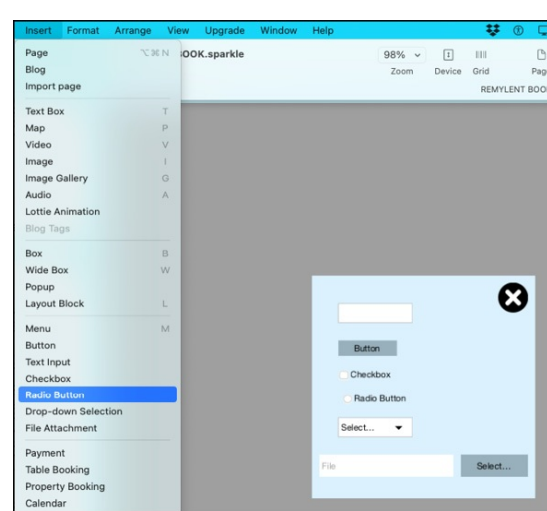 Insert Format Arrange View Upgrade Window Help
Page ⌥⌘N
OOK.sparkle
98%
Blog
Zoom Device Grid Pag
Import page
REMYLENT BOO
Text Box T
Map P
Video V
Image I
Image Gallery G
Audio A
Lottie Animation
Blog Tags
Box B
Wide Box W
Popup
Layout Block L
Menu M
Button
Text Input
Checkbox
Radio Button
Drop-down Selection
File Attachment
Payment
Table Booking
Property Booking
Calendar
Button
Checkbox
Radio Button
Select...
File Select...